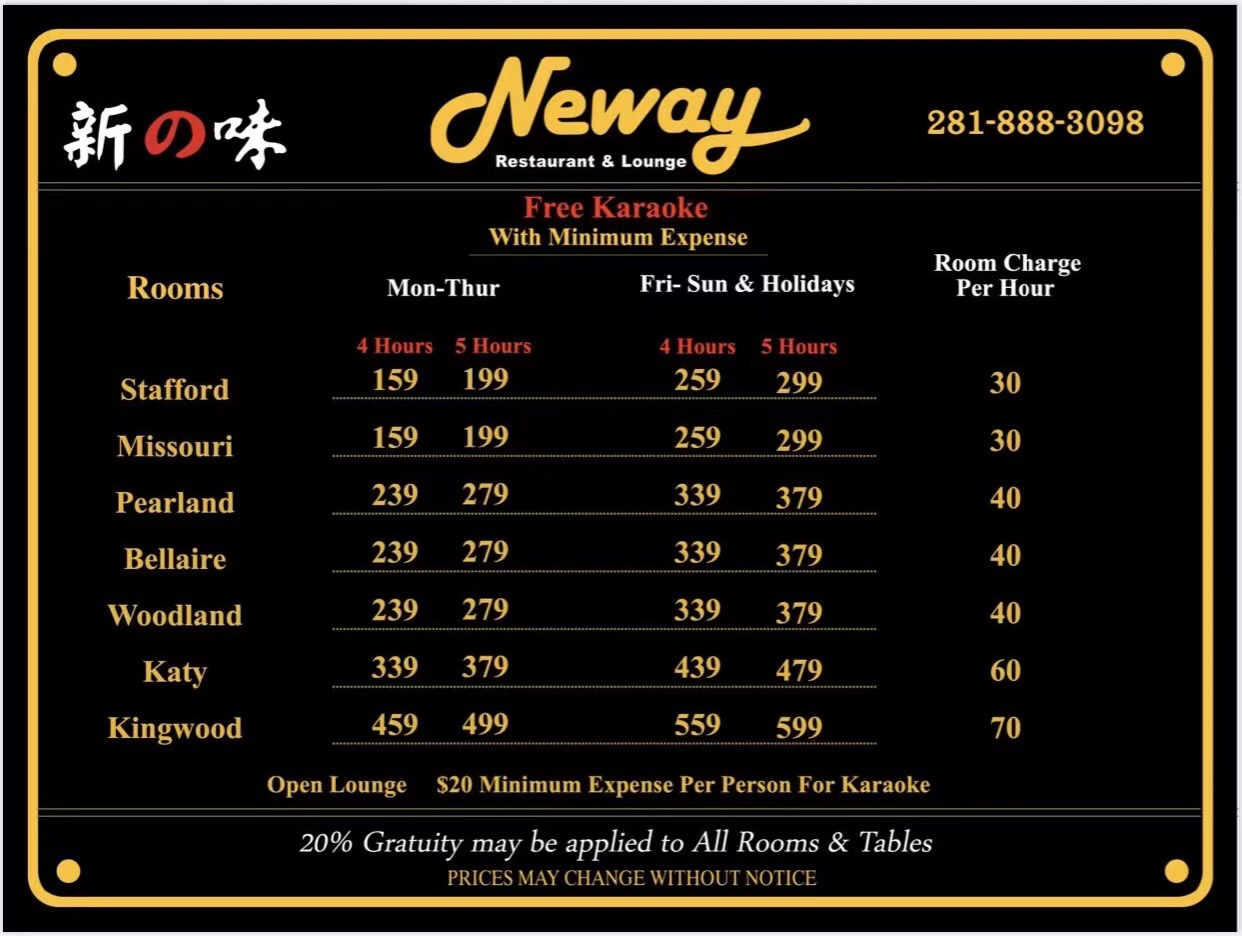 新の味
Neway
Restaurant & Lounge
281-888-3098
Free Karaoke
With Minimum Expense
Rooms Mon-Thur Fri- Sun & Holidays Room Charge
Per Hour
4 Hours 5 Hours 4 Hours 5 Hours
Stafford 159 199 259 299 30
Missouri 159 199 259 299 30
Pearland 239 279 339 379 40
Bellaire 239 279 339 379 40
Woodland 239 279 339 379 40
Katy 339 379 439 479 60
Kingwood 459 499 559 599 70
Open Lounge $20 Minimum Expense Per Person For Karaoke
20% Gratuity may be applied to All Rooms & Tables
PRICES MAY CHANGE WITHOUT NOTICE